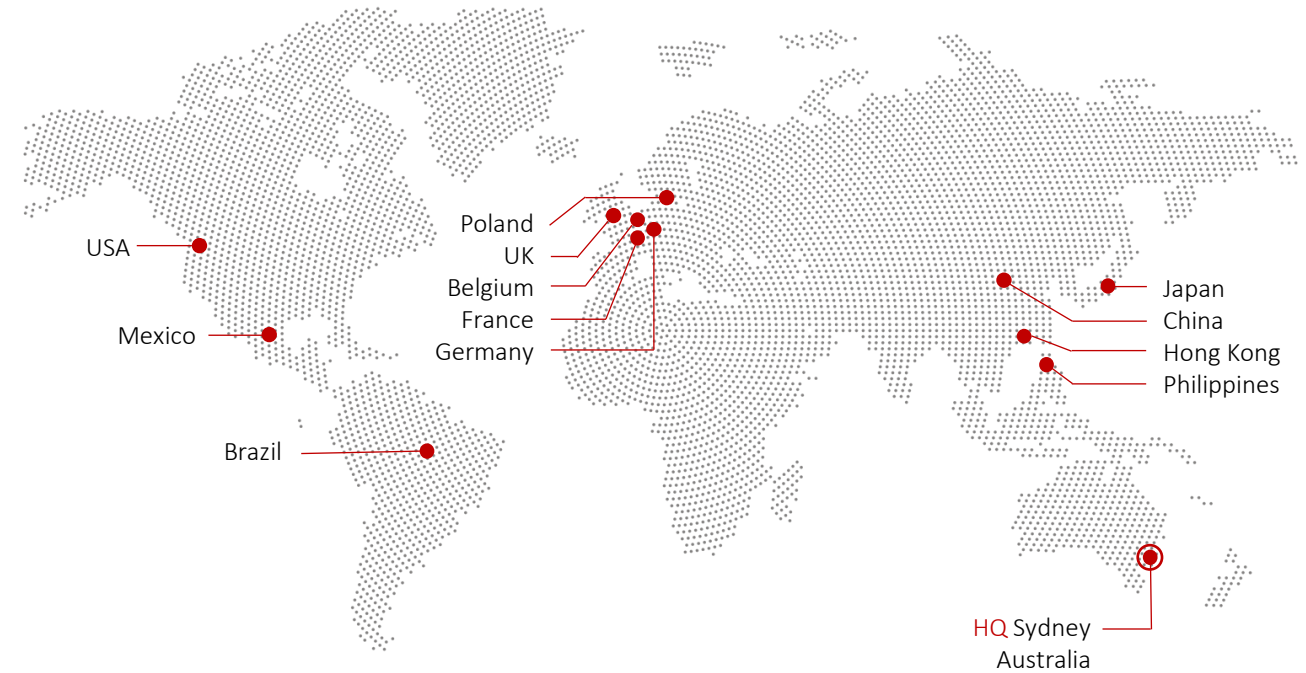 Poland
UK
Belgium
France
Germany
USA
Mexico
Brazil
Japan
China
Hong Kong
Philippines
HQ Sydney
Australia